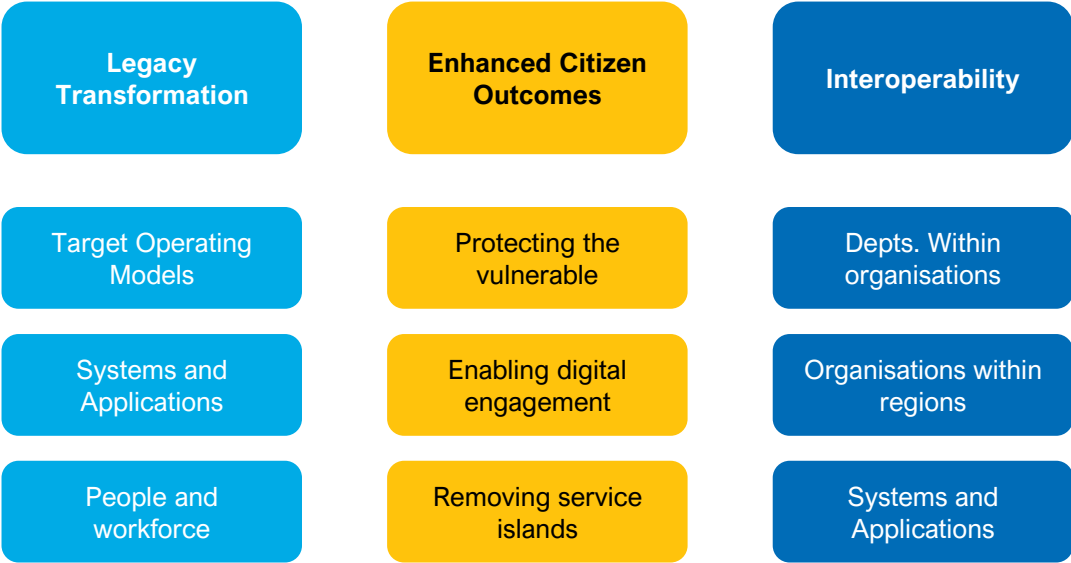 Legacy
Transformation
Enhanced Citizen
Outcomes
Interoperability
Target Operating
Models
Protecting the
vulnerable
Depts. Within
organisations
Systems and
Applications
Enabling digital
engagement
Organisations within
regions
People and
workforce
Removing service
islands
Systems and
Applications